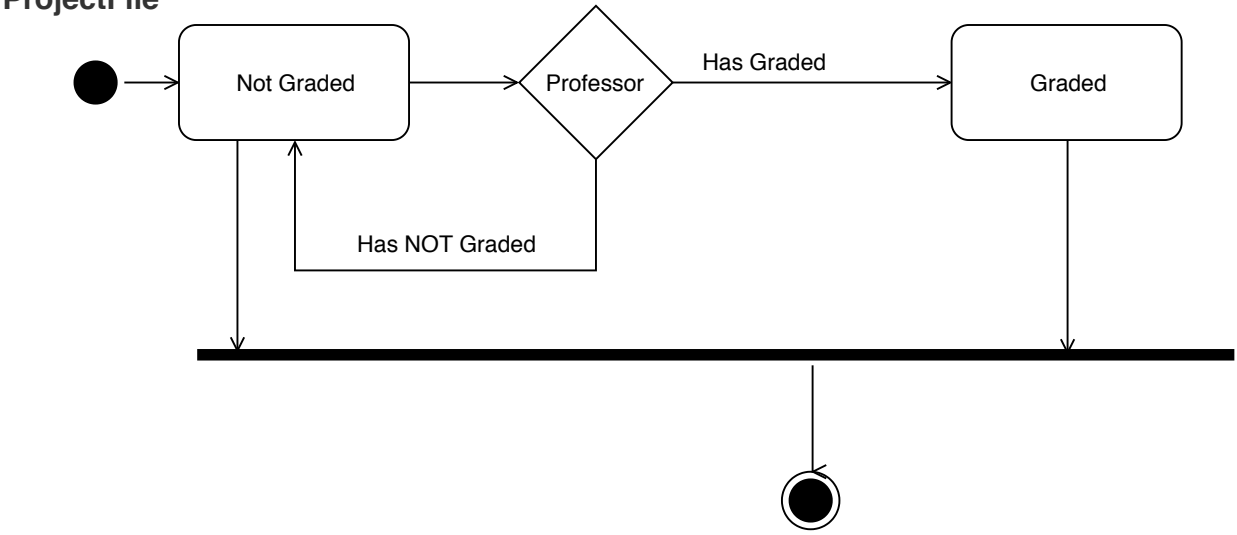 ProjectFile
Not Graded
Professor
Has Graded
Graded
Has NOT Graded